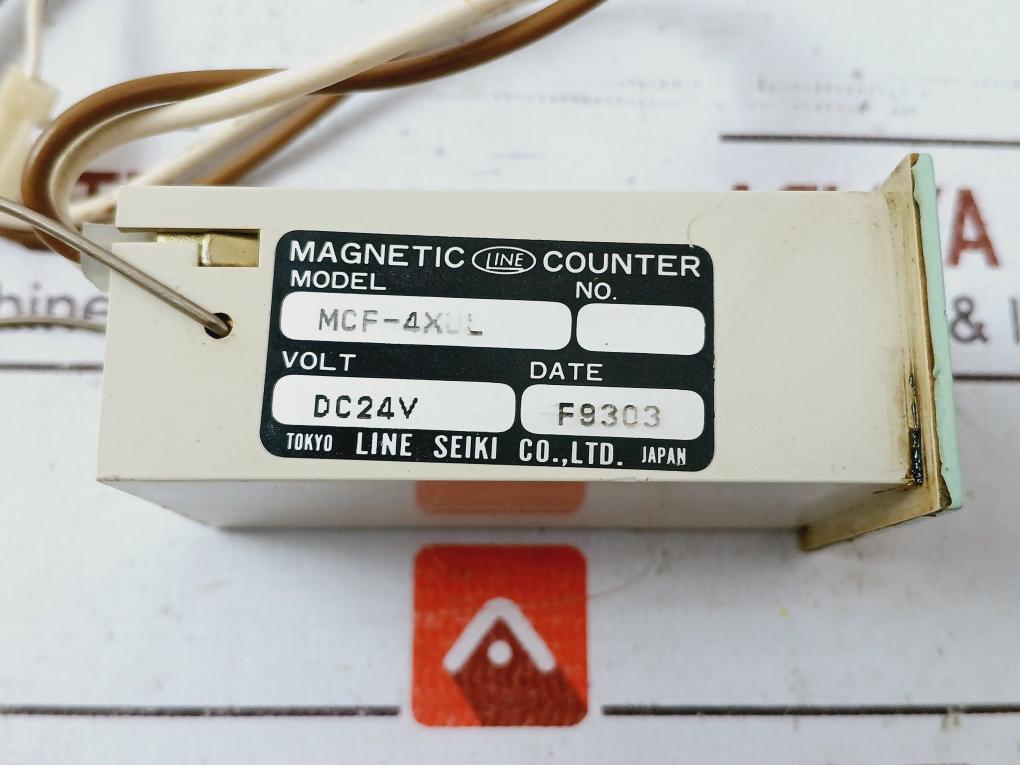 MAGNETIC LINE COUNTER
MODEL NO.
MCF-4XUL
VOLT DATE
DC24V F9303
TOKYO LINE SEIKI CO.,LTD. JAPAN
&